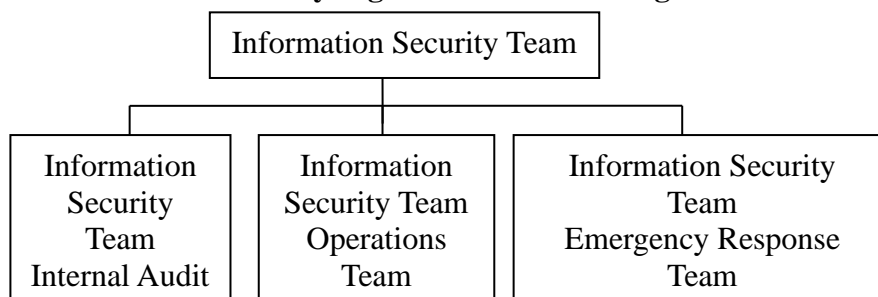 Information Security Team
Information
Security
Team
Internal Audit
Information
Security Team
Operations
Team
Information Security
Team
Emergency Response
Team